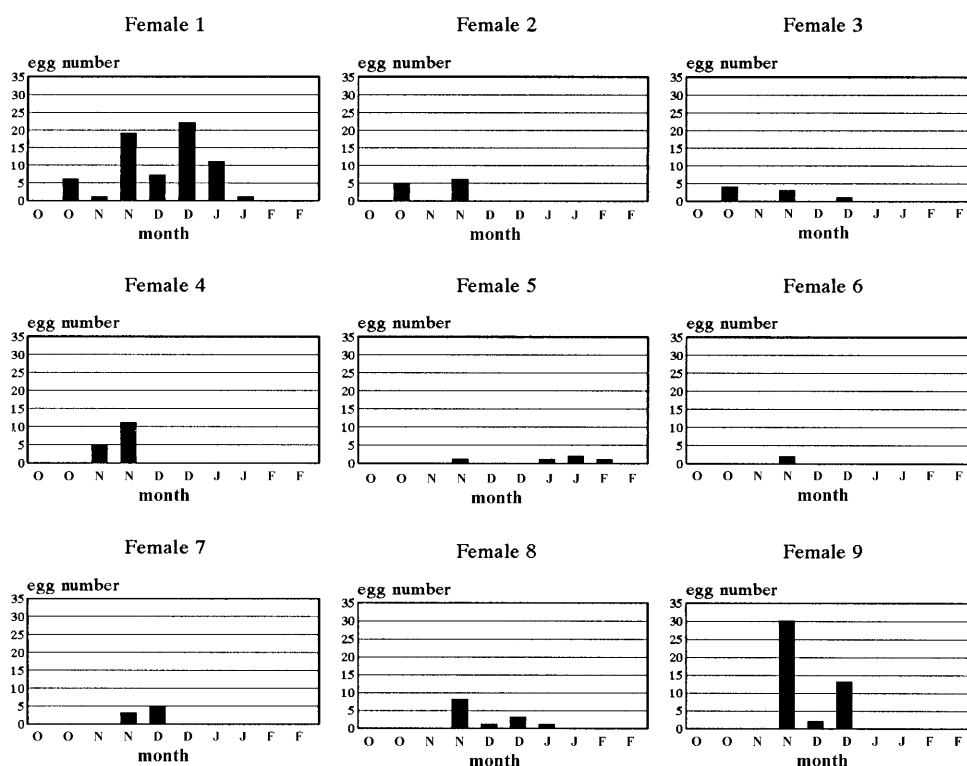 Female 1
egg number
35
30
25
20
15
10
5
0
O O N N D D J J F F
month
Female 2
egg number
35
30
25
20
15
10
5
0
O O N N D D J J F F
month
Female 3
egg number
35
30
25
20
15
10
5
0
O O N N D D J J F F
month
Female 4
egg number
35
30
25
20
15
10
5
0
O O N N D D J J F F
month
Female 5
egg number
35
30
25
20
15
10
5
0
O O N N D D J J F F
month
Female 6
egg number
35
30
25
20
15
10
5
0
O O N N D D J J F F
month
Female 7
egg number
35
30
25
20
15
10
5
0
O O N N D J J F F
month
Female 8
egg number
35
30
25
20
15
10
5
0
O O N N D D J J F F
month
Female 9
egg number
35
30
25
20
15
10
5
0
O O N N D D J J F F
month